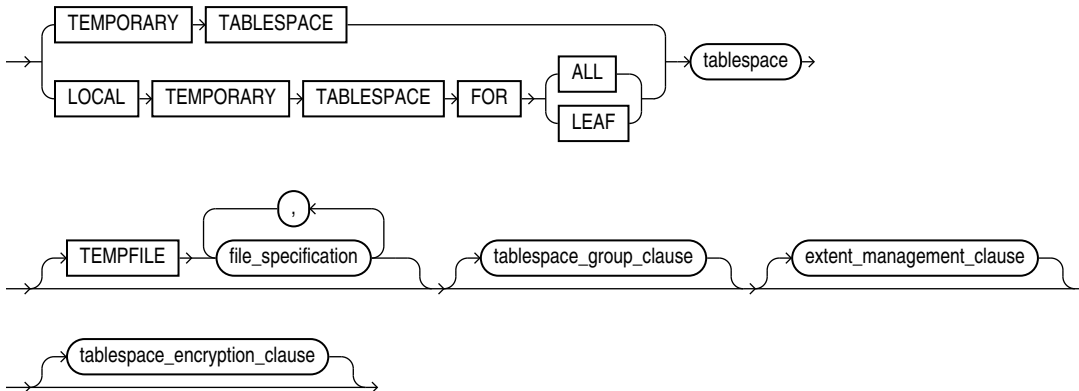 TEMPORARY TABLESPACE
LOCAL TEMPORARY TABLESPACE FOR ALL LEAF tablespace
,
TEMPFILE file_specification tablespace_group_clause extent_management_clause
tablespace_encryption_clause